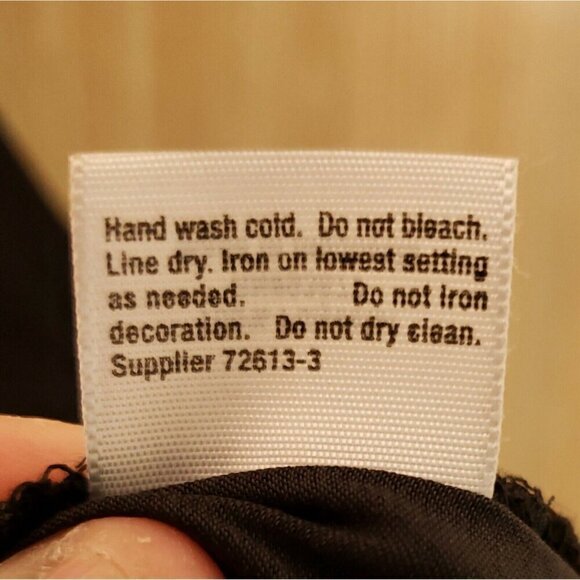 Hand wash cold. Do not bleach.
Line dry. Iron on lowest setting
as needed. Do not iron
decoration. Do not dry clean.
Supplier 72613-3